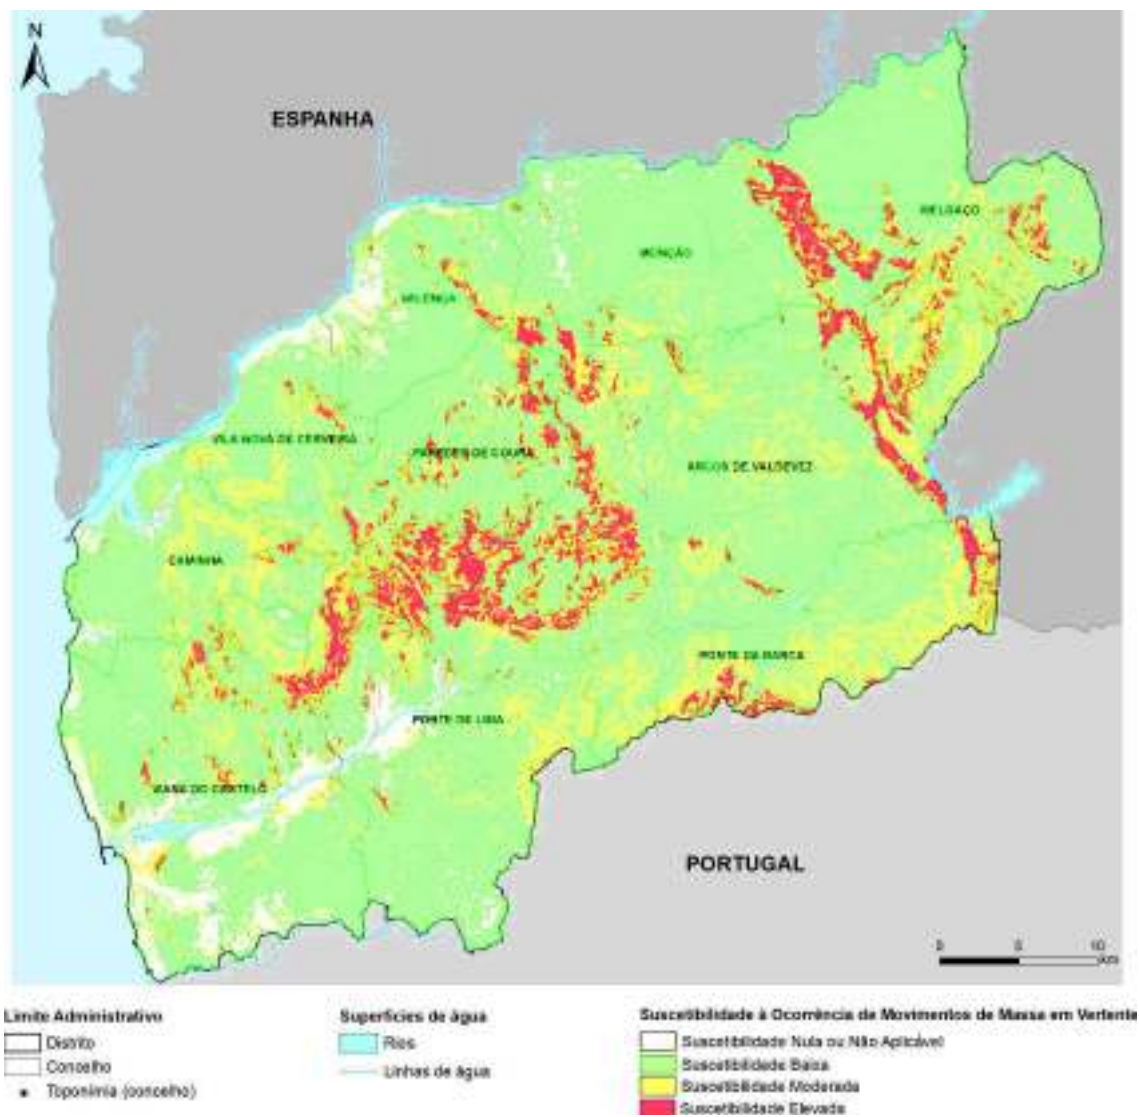 N
ESPANHA
MELGAÇO
MONÇÃO
VALENÇA
VILA NOVA DE CERVEIRA
PAREDES DE COURA
ARCOS DE VALDEVEZ
CAMINHA
PONTE DA BARCA
PONTE DE LIMA
VIANA DO CASTELO
PORTUGAL
0 5 10
Km
Limite Administrativo
Distrito
Concelho
Toponímia (concelho)
Superfícies de água
Rios
Linhas de água
Suscetibilidade à Ocorrência de Movimentos de Massa em Vertente
Suscetibilidade Nula ou Não Aplicável
Suscetibilidade Baixa
Suscetibilidade Moderada
Suscetibilidade Elevada